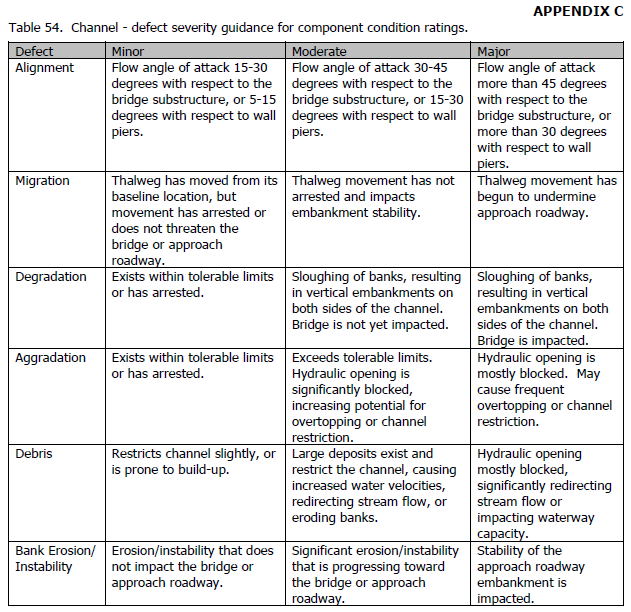 APPENDIX C
Table 54.  Channel - defect severity guidance for component condition ratings.
Defect
Minor
Moderate
Major
Alignment
Flow angle of attack 15-30
degrees with respect to the
bridge substructure, or 5-15
degrees with respect to wall
piers.
Flow angle of attack 30-45
degrees with respect to the
bridge substructure, or 15-30
degrees with respect to wall
piers.
Flow angle of attack
more than 45 degrees
with respect to the
bridge substructure, or
more than 30 degrees
with respect to wall
piers.
Migration
Thalweg has moved from its
baseline location, but
movement has arrested or
does not threaten the
bridge or approach
roadway.
Thalweg movement has not
arrested and impacts
embankment stability.
Thalweg movement has
begun to undermine
approach roadway.
Degradation
Exists within tolerable limits
or has arrested.
Sloughing of banks, resulting
in vertical embankments on
both sides of the channel.
Bridge is not yet impacted.
Sloughing of banks,
resulting in vertical
embankments on both
sides of the channel.
Bridge is impacted.
Aggradation
Exists within tolerable limits
or has arrested.
Exceeds tolerable limits.
Hydraulic opening is
significantly blocked,
increasing potential for
overtopping or channel
restriction.
Hydraulic opening is
mostly blocked.  May
cause frequent
overtopping or channel
restriction.
Debris
Restricts channel slightly, or
is prone to build-up.
Large deposits exist and
restrict the channel, causing
increased water velocities,
redirecting stream flow, or
eroding banks.
Hydraulic opening
mostly blocked,
significantly redirecting
stream flow or
impacting waterway
capacity.
Bank Erosion/
Instability
Erosion/instability that does
not impact the bridge or
approach roadway.
Significant erosion/instability
that is progressing toward
the bridge or approach
roadway.
Stability of the
approach roadway
embankment is
impacted.